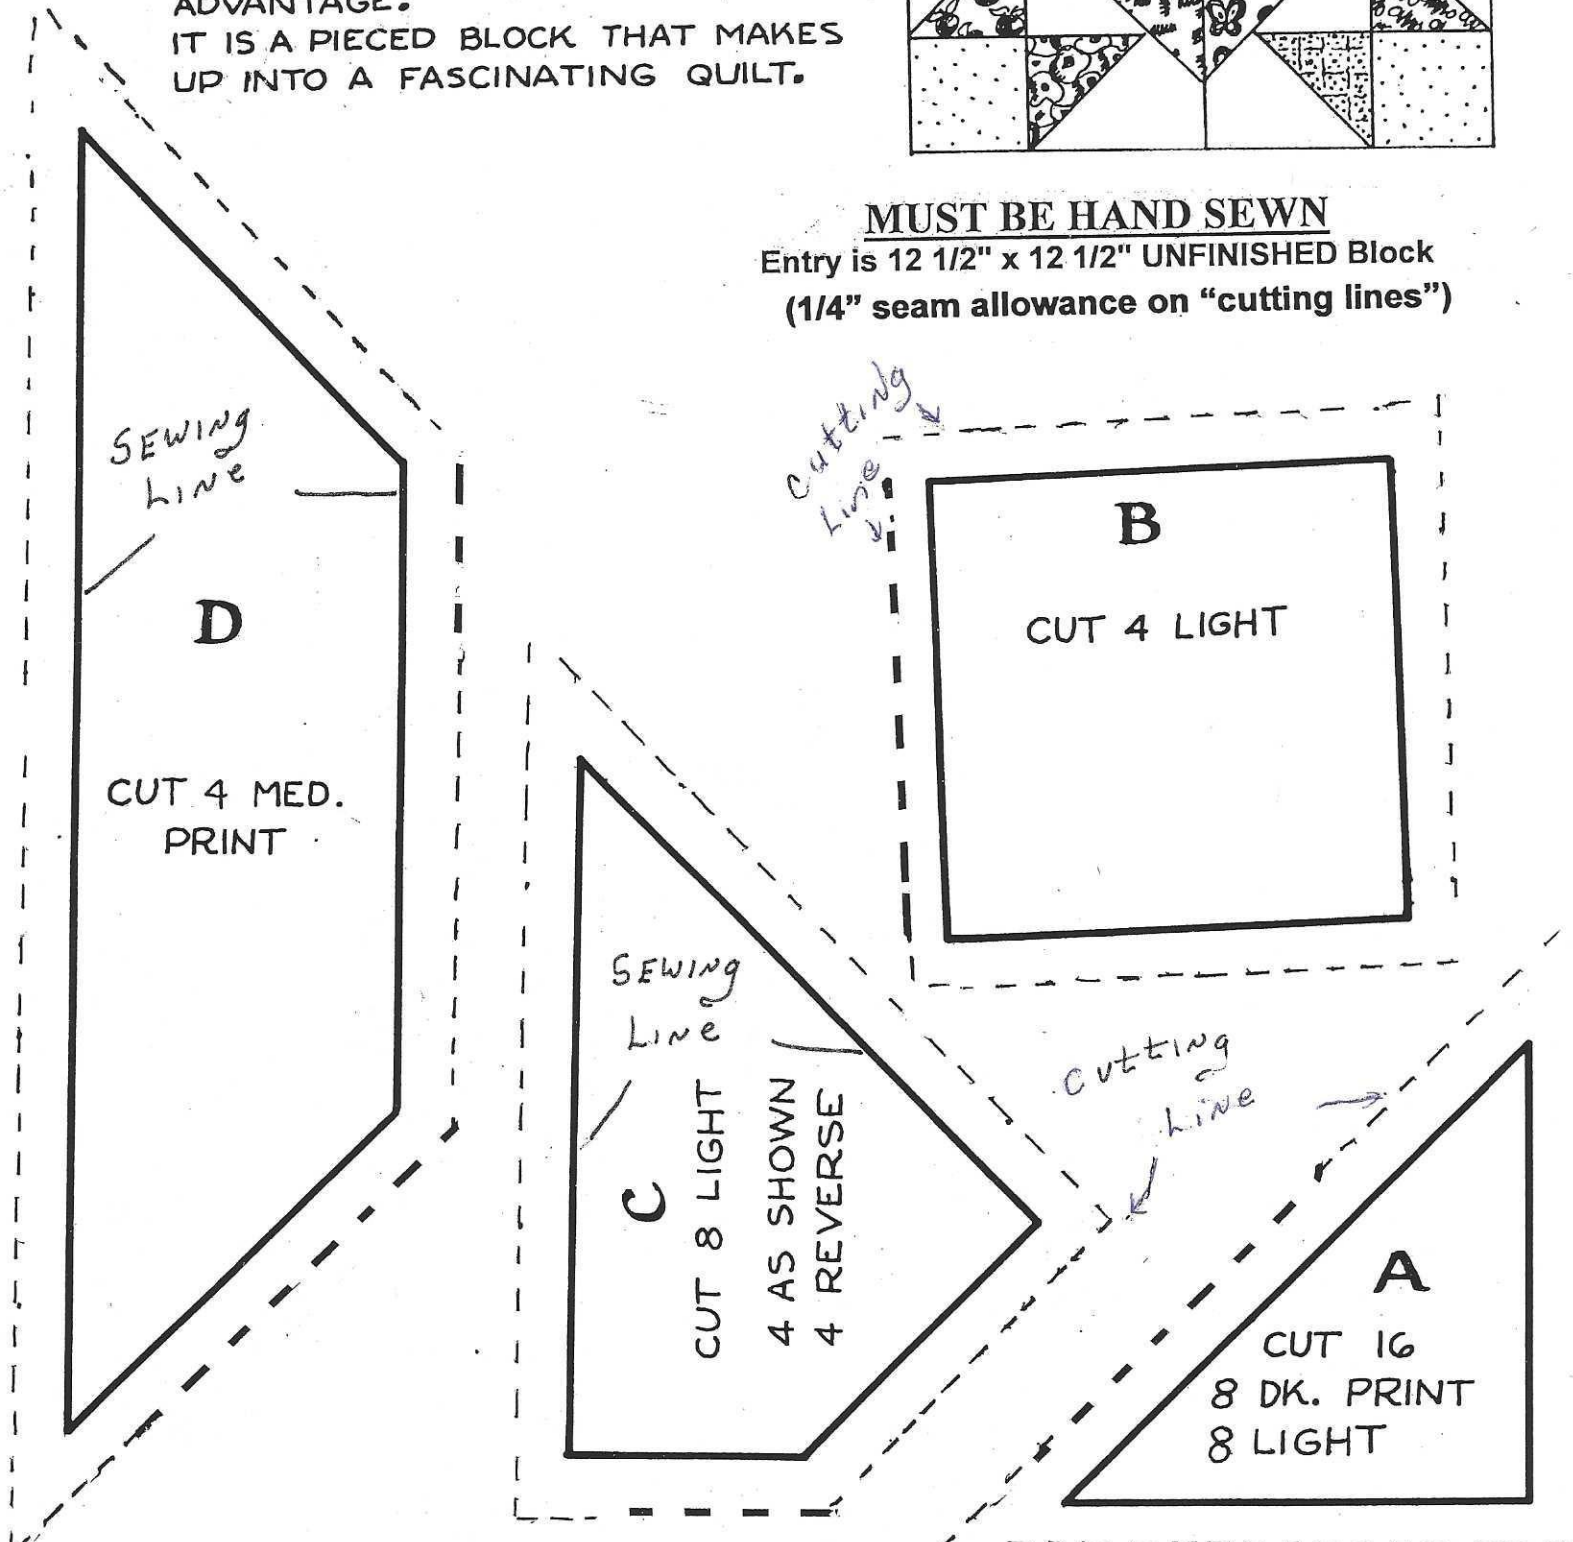 ADVANTAGE.
IT IS A PIECED BLOCK THAT MAKES
UP INTO A FASCINATING QUILT.
MUST BE HAND SEWN
Entry is 12 1/2" x 12 1/2" UNFINISHED Block
(1/4” seam allowance on “cutting lines”)
SEWINg
LINe
D
CUT 4 MED.
PRINT
Cutting
LINe
B
CUT 4 LIGHT
SEWINg
LINe
C
CUT 8 LIGHT
4 AS SHOWN
4 REVERSE
Cutting
LINe
A
CUT 16
8 DK. PRINT
8 LIGHT